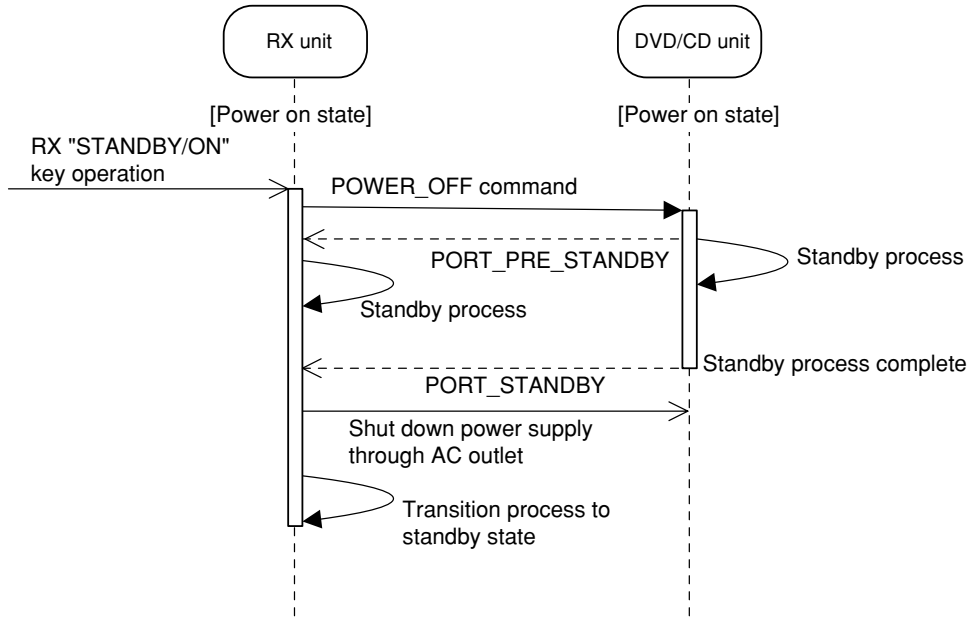 RX unit
DVD/CD unit
[Power on state]
[Power on state]
RX "STANDBY/ON"
key operation
POWER_OFF command
PORT_PRE_STANDBY
Standby process
Standby process
Standby process complete
PORT_STANDBY
Shut down power supply
through AC outlet
Transition process to
standby state